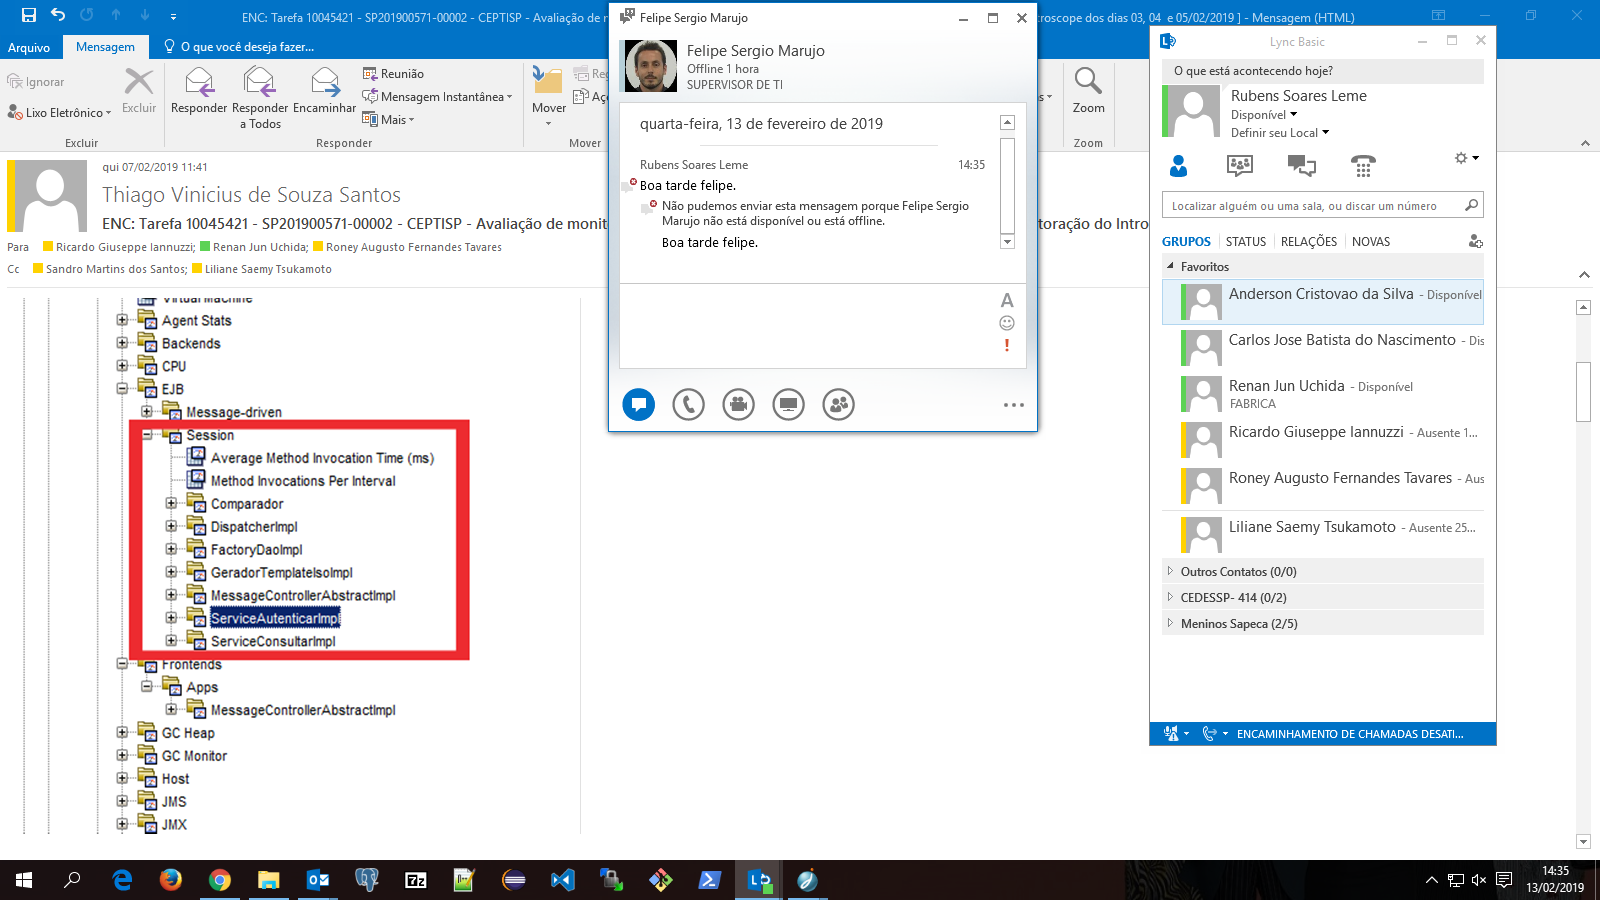 ENC: Tarefa 10045421 - SP201900571-00002 - CEPTISP - Avaliação de mo
troscope dos dias 03, 04 e 05/02/2019 ] - Mensagem (HTML)
Arquivo
Mensagem
O que você deseja fazer...
Ignorar
Lixo Eletrônico
Excluir
Excluir
Responder
Responder a Todos
Encaminhar
Reunião
Mensagem Instantânea
Mais
Responder
Mover
Mover
Zoom
Zoom
qui 07/02/2019 11:41
Thiago Vinicius de Souza Santos
ENC: Tarefa 10045421 - SP201900571-00002 - CEPTISP - Avaliação de monit
toração do Intro
Para Ricardo Giuseppe Iannuzzi; Renan Jun Uchida; Roney Augusto Fernandes Tavares
Cc Sandro Martins dos Santos; Liliane Saemy Tsukamoto
Virtual Machine
Agent Stats
Backends
CPU
EJB
Message-driven
Session
Average Method Invocation Time (ms)
Method Invocations Per Interval
Comparador
DispatcherImpl
FactoryDaoImpl
GeradorTemplateIsoImpl
MessageControllerAbstractImpl
ServiceAutenticarImpl
ServiceConsultarImpl
Frontends
Apps
MessageControllerAbstractImpl
GC Heap
GC Monitor
Host
JMS
JMX
Felipe Sergio Marujo
Felipe Sergio Marujo
Offline 1 hora
SUPERVISOR DE TI
quarta-feira, 13 de fevereiro de 2019
Rubens Soares Leme 14:35
Boa tarde felipe.
Não pudemos enviar esta mensagem porque Felipe Sergio
Marujo não está disponível ou está offline.
Boa tarde felipe.
A
!
Lync Basic
O que está acontecendo hoje?
Rubens Soares Leme
Disponível
Definir seu Local
Localizar alguém ou uma sala, ou discar um número
GRUPOS STATUS RELAÇÕES NOVAS
Favoritos
Anderson Cristovao da Silva - Disponível
Carlos Jose Batista do Nascimento - Dis
Renan Jun Uchida - Disponível
FABRICA
Ricardo Giuseppe Iannuzzi - Ausente 1...
Roney Augusto Fernandes Tavares - Aus
Liliane Saemy Tsukamoto - Ausente 25...
Outros Contatos (0/0)
CEDESSP- 414 (0/2)
Meninos Sapeca (2/5)
ENCAMINHAMENTO DE CHAMADAS DESATI...
7z
14:35
13/02/2019